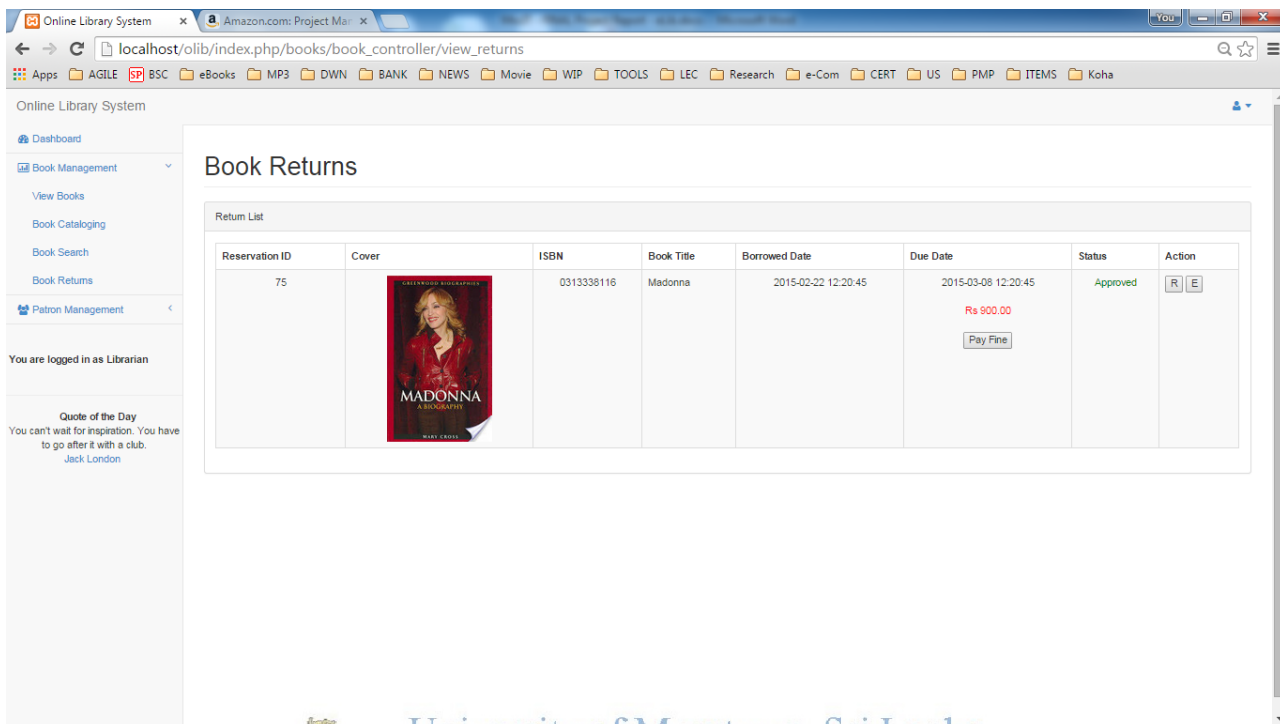 Online Library System
Amazon.com: Project Mar
You
localhost/olib/index.php/books/book_controller/view_returns
Apps AGILE SP BSC eBooks MP3 DWN BANK NEWS Movie WIP TOOLS LEC Research e-Com CERT US PMP ITEMS Koha
Online Library System
Dashboard
Book Management
View Books
Book Cataloging
Book Search
Book Returns
Patron Management
You are logged in as Librarian
Quote of the Day
You can't wait for inspiration. You have
to go after it with a club.
Jack London
Book Returns
Return List
Reservation ID Cover ISBN Book Title Borrowed Date Due Date Status Action
75 0313338116 Madonna 2015-02-22 12:20:45 2015-03-08 12:20:45 Approved R E
Rs 900.00
Pay Fine
GREENWOOD BIOGRAPHIES
MADONNA
A BIOGRAPHY
MARY CROSS